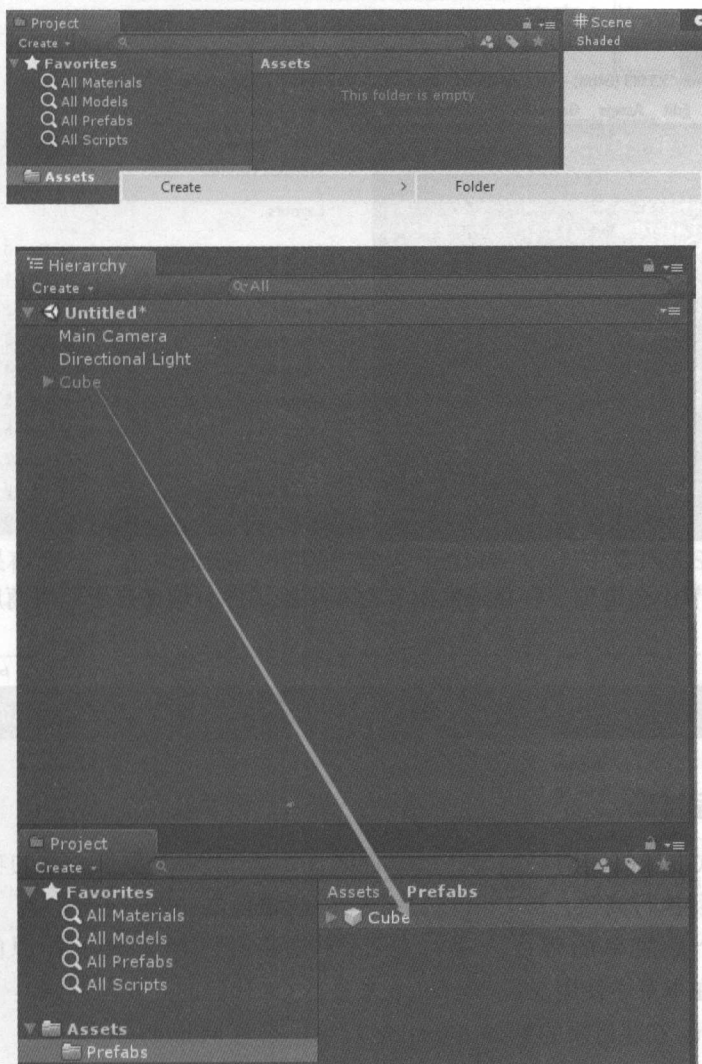 Project
Create
# Scene
Shaded
Favorites
All Materials
All Models
All Prefabs
All Scripts
Assets
Assets
This folder is empty
Create > Folder
Hierarchy
Create
All
Untitled*
Main Camera
Directional Light
Cube
Project
Create
Favorites
All Materials
All Models
All Prefabs
All Scripts
Assets
Prefabs
Assets Prefabs
Cube